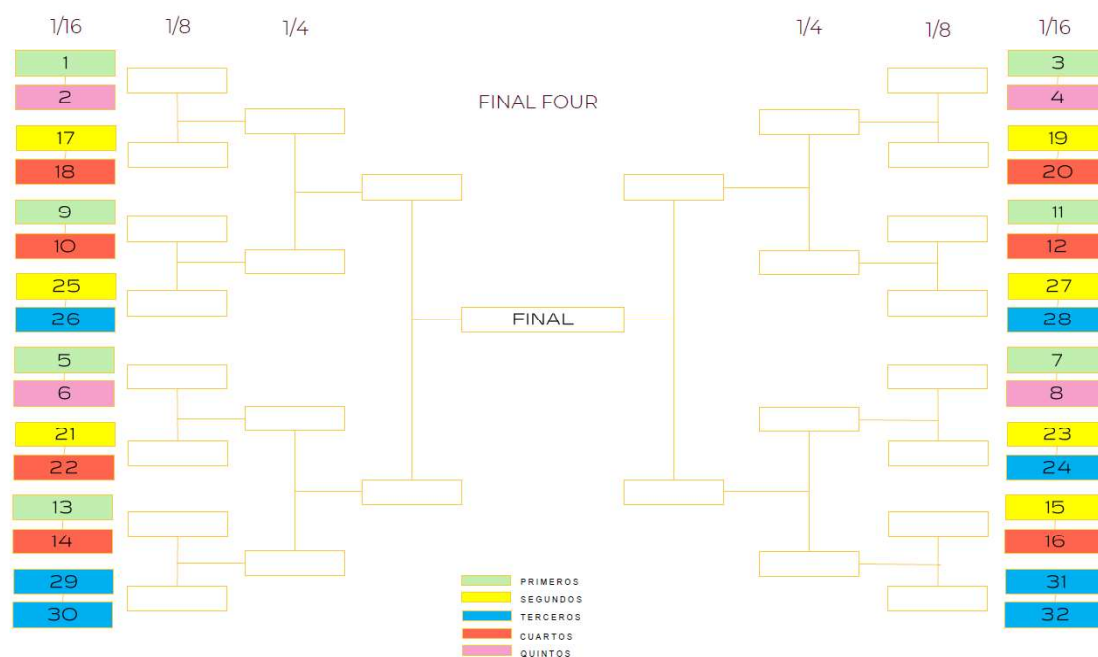 1/16 1/8 1/4 1/4 1/8 1/16
1 3
2 FINAL FOUR 4
17 19
18 20
9 11
10 12
25 27
26 FINAL 28
5 7
6 8
21 23
22 24
13 15
14 16
29 31
30 32
PRIMEROS
SEGUNDOS
TERCEROS
CUARTOS
QUINTOS